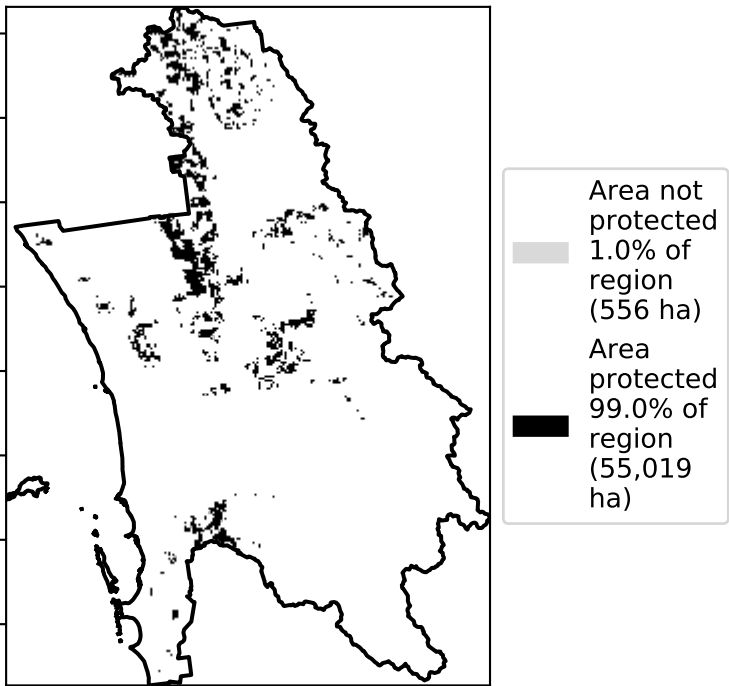 Area not
protected
1.0% of
region
(556 ha)
Area
protected
99.0% of
region
(55,019
ha)